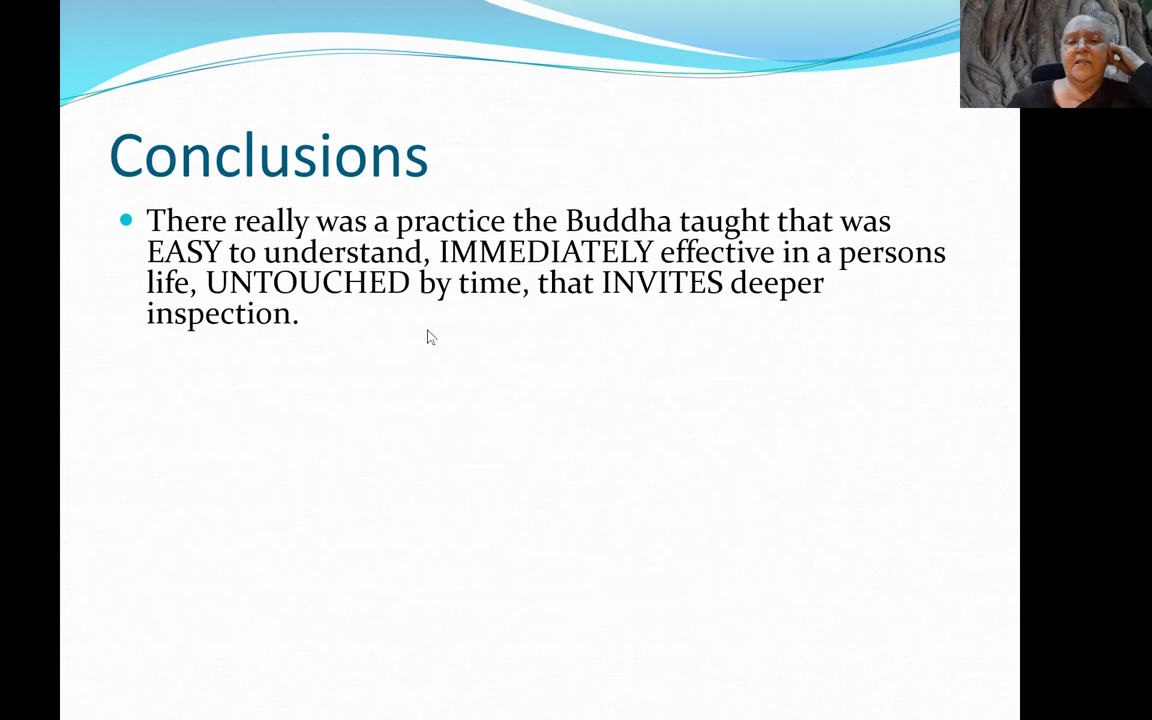 Conclusions
There really was a practice the Buddha taught that was
EASY to understand, IMMEDIATELY effective in a persons
life, UNTOUCHED by time, that INVITES deeper
inspection.